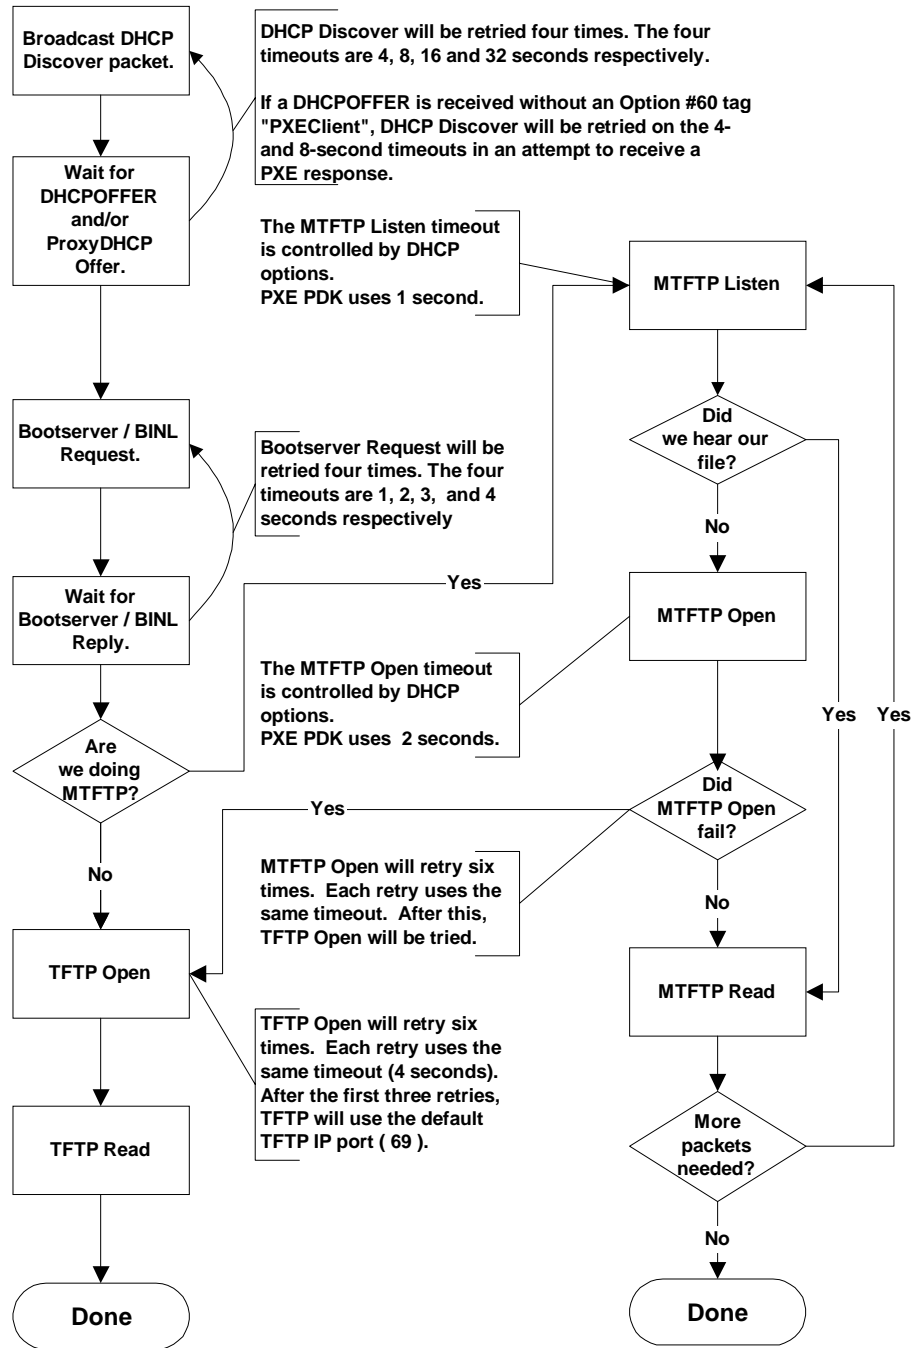 Broadcast DHCP
Discover packet.
DHCP Discover will be retried four times. The four
timeouts are 4, 8, 16 and 32 seconds respectively.
If a DHCPOFFER is received without an Option #60 tag
"PXEClient", DHCP Discover will be retried on the 4-
and 8-second timeouts in an attempt to receive a
PXE response.
Wait for
DHCPOFFER
and/or
ProxyDHCP
Offer.
The MTFTP Listen timeout
is controlled by DHCP
options.
PXE PDK uses 1 second.
MTFTP Listen
Did
we hear our
file?
Bootserver / BINL
Request.
Bootserver Request will be
retried four times. The four
timeouts are 1, 2, 3,  and 4
seconds respectively
No
Yes
Wait for
Bootserver / BINL
Reply.
MTFTP Open
The MTFTP Open timeout
is controlled by DHCP
options.
PXE PDK uses  2 seconds.
Yes
Yes
Are
we doing
MTFTP?
Did
MTFTP Open
fail?
Yes
No
MTFTP Open will retry six
times.  Each retry uses the
same timeout.  After this,
TFTP Open will be tried.
No
TFTP Open
MTFTP Read
TFTP Open will retry six
times.  Each retry uses the
same timeout (4 seconds).
After the first three retries,
TFTP will use the default
TFTP IP port ( 69 ).
TFTP Read
More
packets
needed?
No
Done
Done